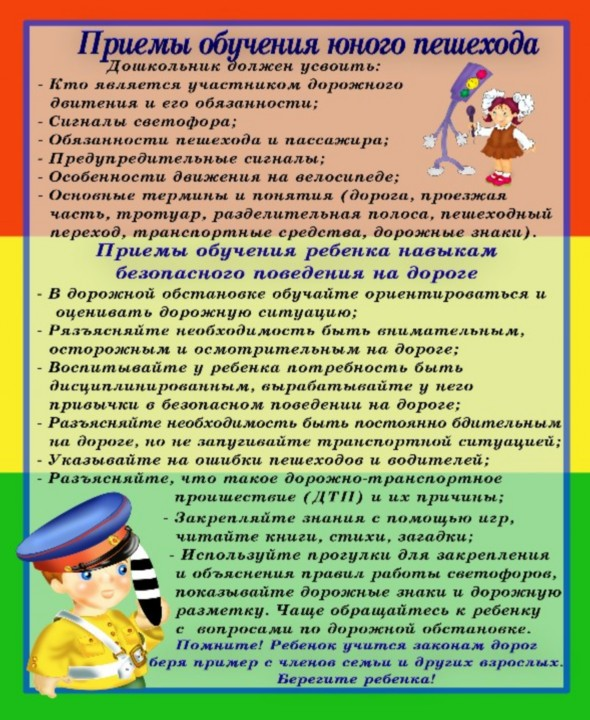 Приемы обучения юного пешехода
Дошкольник должен усвоить:
- Кто является участником дорожного
движения и его обязанности;
- Сигналы светофора;
- Обязанности пешехода и пассажира;
- Предупредительные сигналы;
- Особенности движения на велосипеде;
- Основные термины и понятия (дорога, проезжая
часть, тротуар, разделительная полоса, пешеходный
переход, транспортные средства, дорожные знаки).
Приемы обучения ребенка навыкам
безопасного поведения на дороге
- В дорожной обстановке обучайте ориентироваться и
оценивать дорожную ситуацию;
- Рязъясняйте необходимость быть внимательным,
осторожным и осмотрительным на дороге;
- Воспитывайте у ребенка потребность быть
дисциплинированным, вырабатывайте у него
привычки в безопасном поведении на дороге;
- Разъясняйте необходимость быть постоянно бдительным
на дороге, но не запугивайте транспортной ситуацией;
- Указывайте на ошибки пешеходов и водителей;
- Разъясняйте, что такое дорожно-транспортное
проишествие (ДТП) и их причины;
- Закрепляйте знания с помощью игр,
читайте книги, стихи, загадки;
- Используйте прогулки для закрепления
и объяснения правил работы светофоров,
показывайте дорожные знаки и дорожную
разметку. Чаще обращайтесь к ребенку
с вопросами по дорожной обстановке.
Помните! Ребенок учится законам дорог
беря пример с членов семьи и других взрослых.
Берегите ребенка!